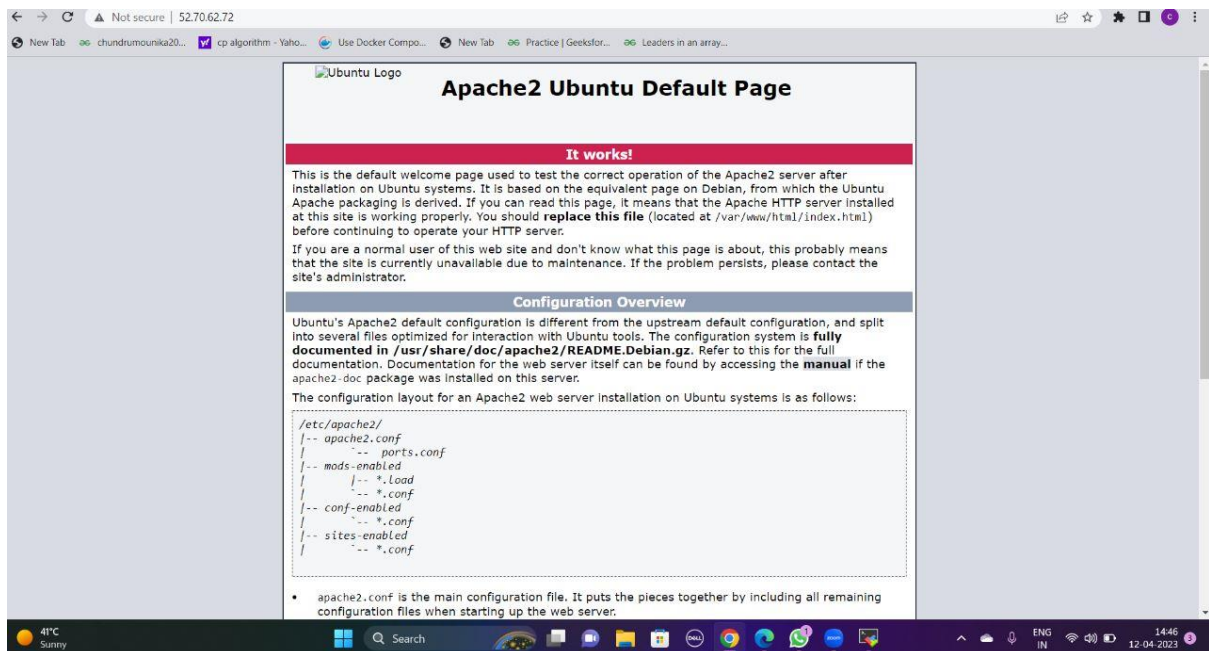 Not secure | 52.70.62.72
New Tab chundrumounika20... cp algorithm - Yaho... Use Docker Compo... New Tab Practice | Geeksfor... Leaders in an array...
Ubuntu Logo
Apache2 Ubuntu Default Page
It works!
This is the default welcome page used to test the correct operation of the Apache2 server after
installation on Ubuntu systems. It is based on the equivalent page on Debian, from which the Ubuntu
Apache packaging is derived. If you can read this page, it means that the Apache HTTP server installed
at this site is working properly. You should replace this file (located at /var/www/html/index.html)
before continuing to operate your HTTP server.
If you are a normal user of this web site and don't know what this page is about, this probably means
that the site is currently unavailable due to maintenance. If the problem persists, please contact the
site's administrator.
Configuration Overview
Ubuntu's Apache2 default configuration is different from the upstream default configuration, and split
into several files optimized for interaction with Ubuntu tools. The configuration system is fully
documented in /usr/share/doc/apache2/README.Debian.gz. Refer to this for the full
documentation. Documentation for the web server itself can be found by accessing the manual if the
apache2-doc package was installed on this server.
The configuration layout for an Apache2 web server installation on Ubuntu systems is as follows:
/etc/apache2/
|-- apache2.conf
|       `--  ports.conf
|-- mods-enabled
|       |-- *.load
|       `-- *.conf
|-- conf-enabled
|       `-- *.conf
|-- sites-enabled
|       `-- *.conf
• apache2.conf is the main configuration file. It puts the pieces together by including all remaining
configuration files when starting up the web server.
41°C
Sunny
Search
DELL
zoom
ENG
IN
14:46
12-04-2023
3